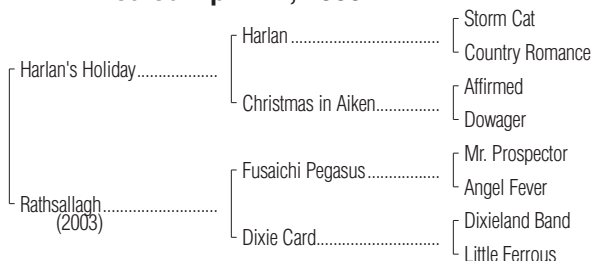 Harlan's Holiday
Rathsallagh
(2003)
Harlan
Christmas in Aiken
Fusaichi Pegasus
Dixie Card
Storm Cat
Country Romance
Affirmed
Dowager
Mr. Prospector
Angel Fever
Dixieland Band
Little Ferrous